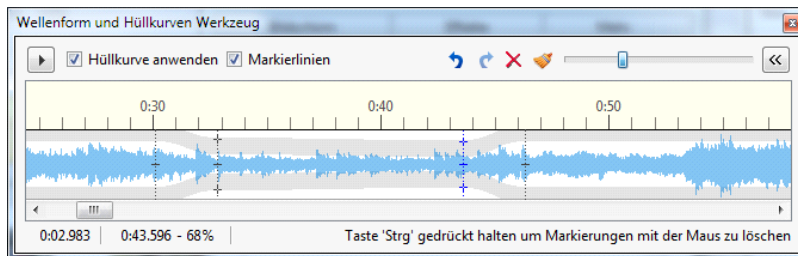 Wellenform und Hüllkurven Werkzeug
Hüllkurve anwenden Markierlinien
0:30 0:40 0:50
0:02.983 0:43.596 - 68% Taste 'Strg' gedrückt halten um Markierungen mit der Maus zu löschen